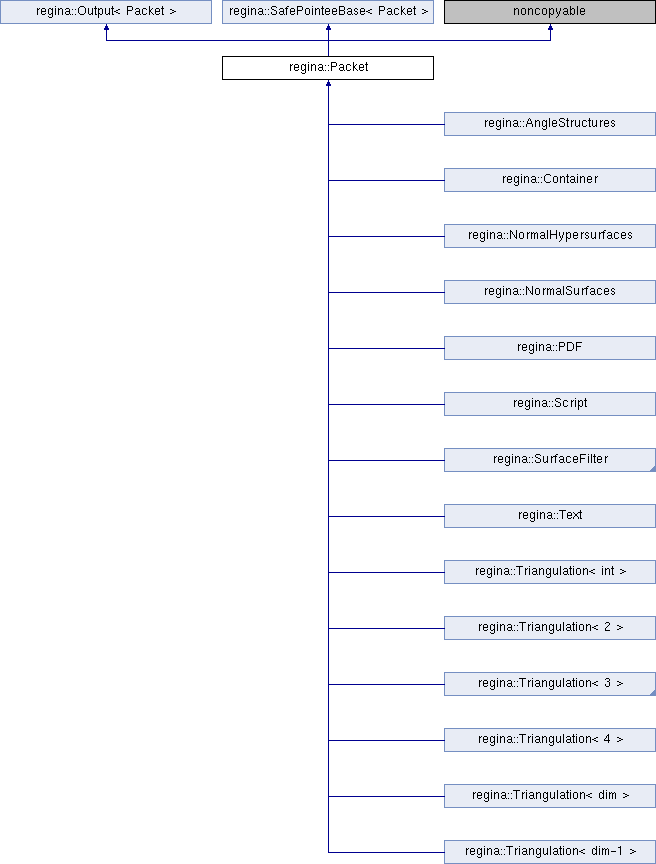 regina::Output< Packet >
regina::SafePointeeBase< Packet >
noncopyable
regina::Packet
regina::AngleStructures
regina::Container
regina::NormalHypersurfaces
regina::NormalSurfaces
regina::PDF
regina::Script
regina::SurfaceFilter
regina::Text
regina::Triangulation< int >
regina::Triangulation< 2 >
regina::Triangulation< 3 >
regina::Triangulation< 4 >
regina::Triangulation< dim >
regina::Triangulation< dim-1 >